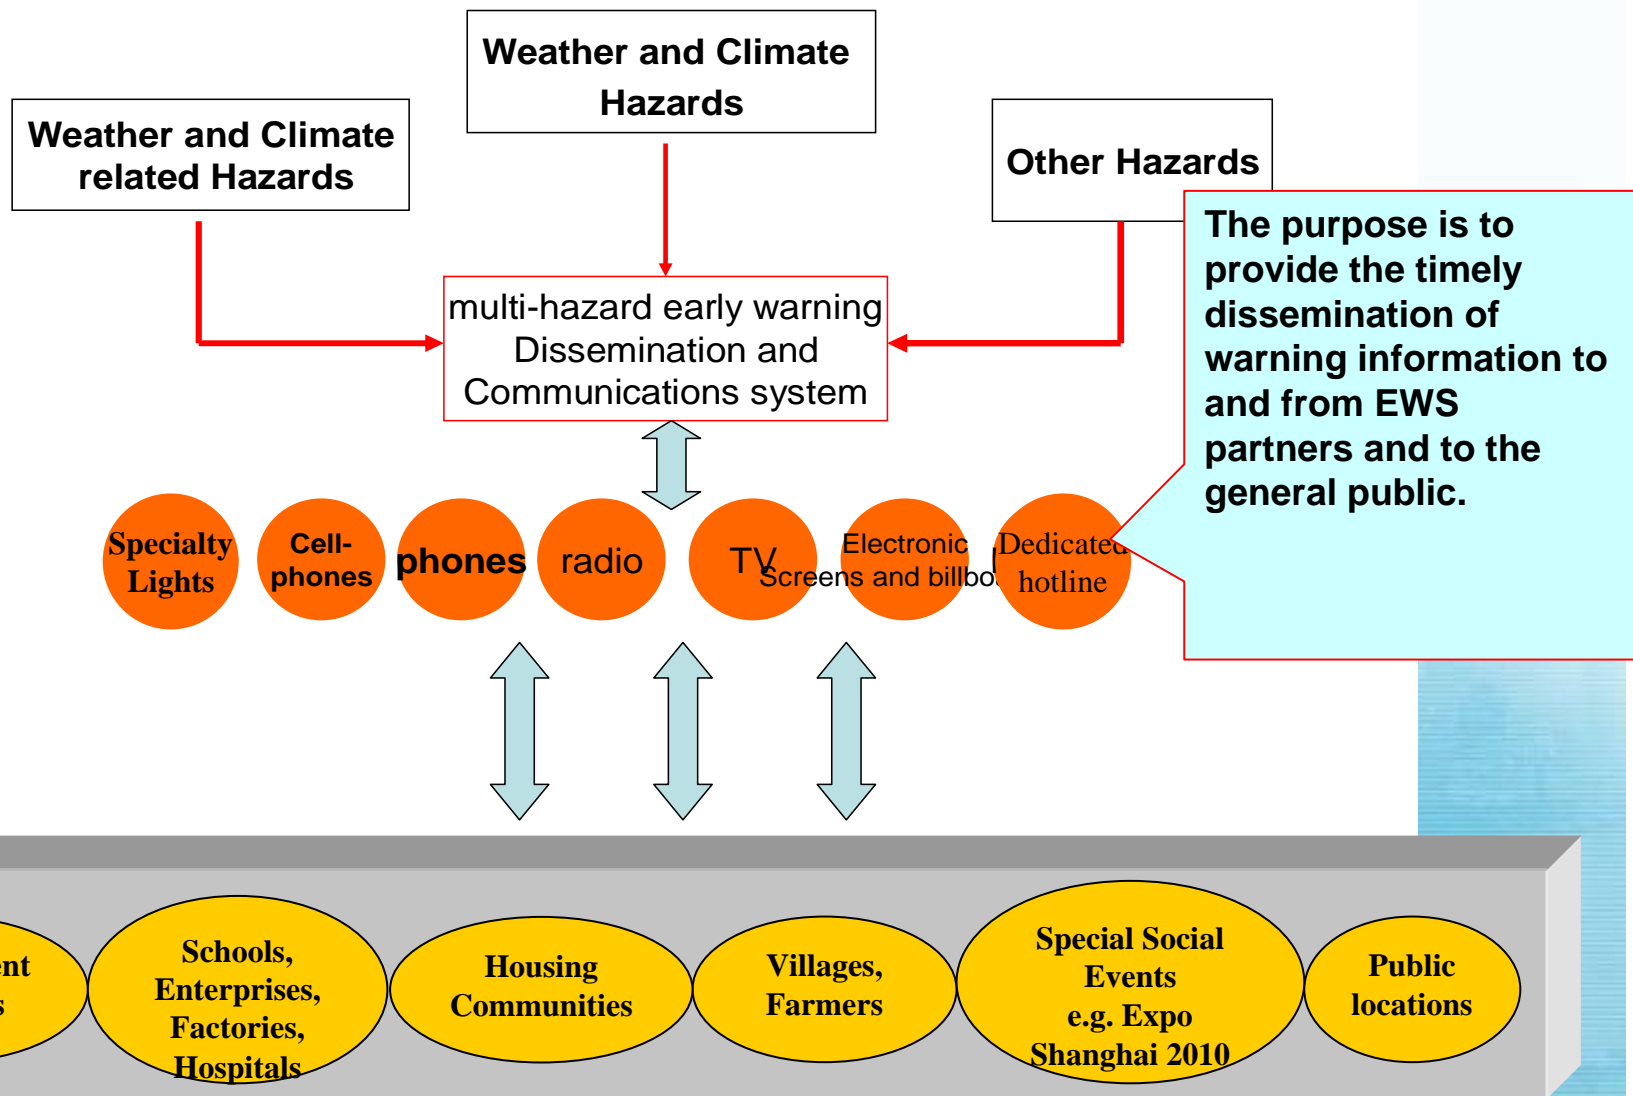 Weather and Climate
Hazards
Weather and Climate
related Hazards
Other Hazards
The purpose is to
provide the timely
dissemination of
warning information to
and from EWS
partners and to the
general public.
multi-hazard early warning
Dissemination and
Communications system
Specialty
Lights
Cell-
phones
phones
radio
TV
Electronic
Screens and
Dedicated
hotline
Schools,
Enterprises,
Factories,
Hospitals
Housing
Communities
Villages,
Farmers
Special Social
Events
e.g. Expo
Shanghai 2010
Public
locations